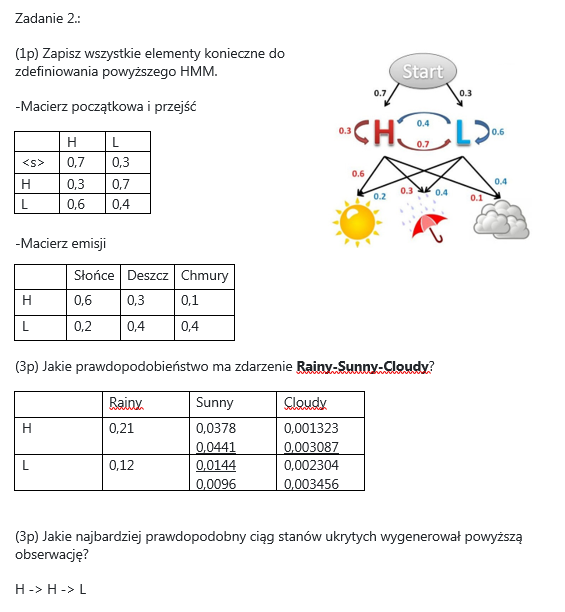 Zadanie 2.:
(1p) Zapisz wszystkie elementy konieczne do
zdefiniowania powyższego HMM.
-Macierz początkowa i przejść
H L
<s> 0,7 0,3
H 0,3 0,7
L 0,6 0,4
Start
0.7 0.3
0.3 H 0.4 L 0.6
0.7
0.6 0.2 0.3 0.4 0.1 0.4
-Macierz emisji
Słońce Deszcz Chmury
H 0,6 0,3 0,1
L 0,2 0,4 0,4
(3p) Jakie prawdopodobieństwo ma zdarzenie Rainy-Sunny-Cloudy?
Rainy Sunny Cloudy
H 0,21 0,0378 0,001323
0,0441 0,003087
L 0,12 0,0144 0,002304
0,0096 0,003456
(3p) Jakie najbardziej prawdopodobny ciąg stanów ukrytych wygenerował powyższą
obserwację?
H -> H -> L